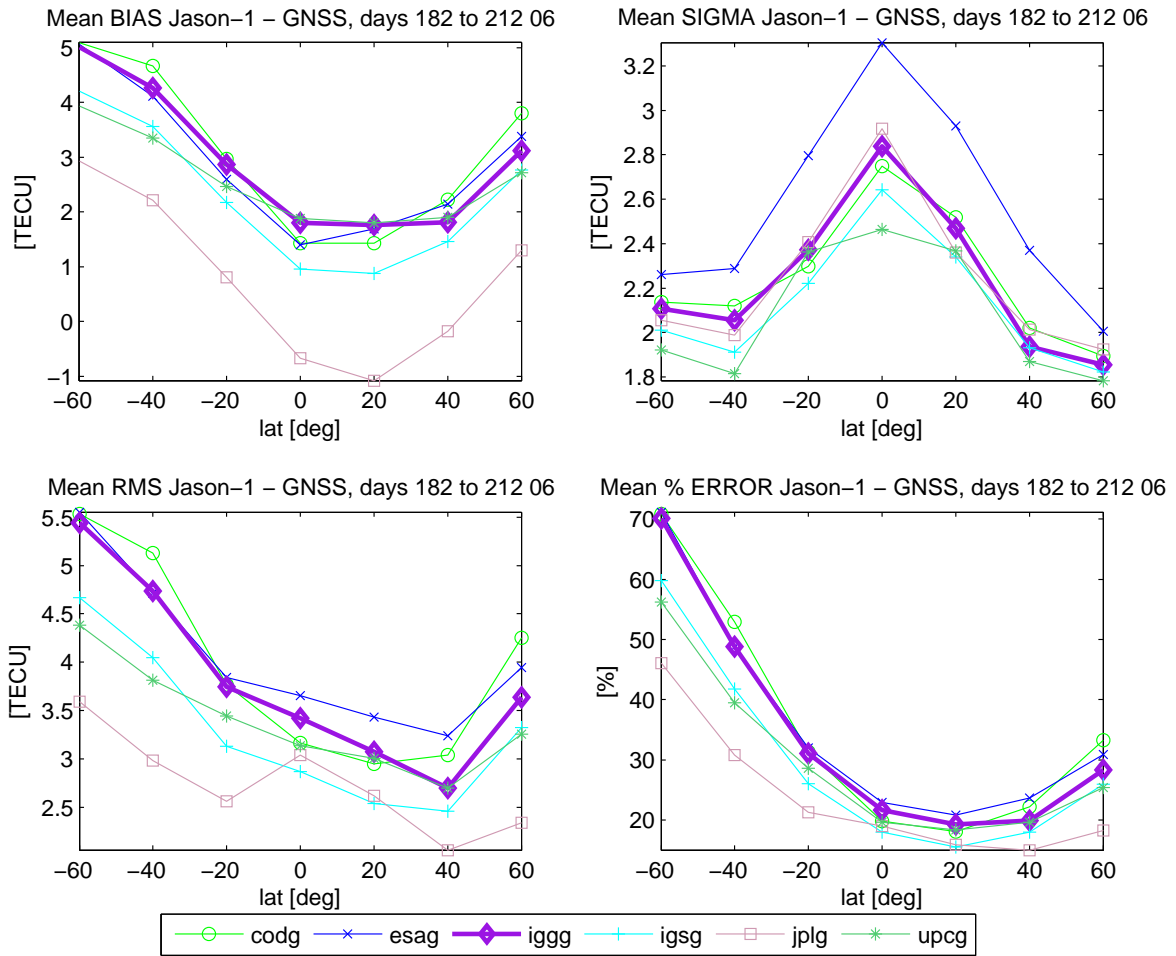 Mean BIAS Jason−1 − GNSS, days 182 to 212 06
5
4
3
2
1
0
−1
[TECU]
−60 −40 −20 0 20 40 60
lat [deg]
Mean SIGMA Jason−1 − GNSS, days 182 to 212 06
3.2
3
2.8
2.6
2.4
2.2
2
1.8
[TECU]
−60 −40 −20 0 20 40 60
lat [deg]
Mean RMS Jason−1 − GNSS, days 182 to 212 06
5.5
5
4.5
4
3.5
3
2.5
[TECU]
−60 −40 −20 0 20 40 60
lat [deg]
Mean % ERROR Jason−1 − GNSS, days 182 to 212 06
70
60
50
40
30
20
[%]
−60 −40 −20 0 20 40 60
lat [deg]
codg esag iggg igsg jplg upcg